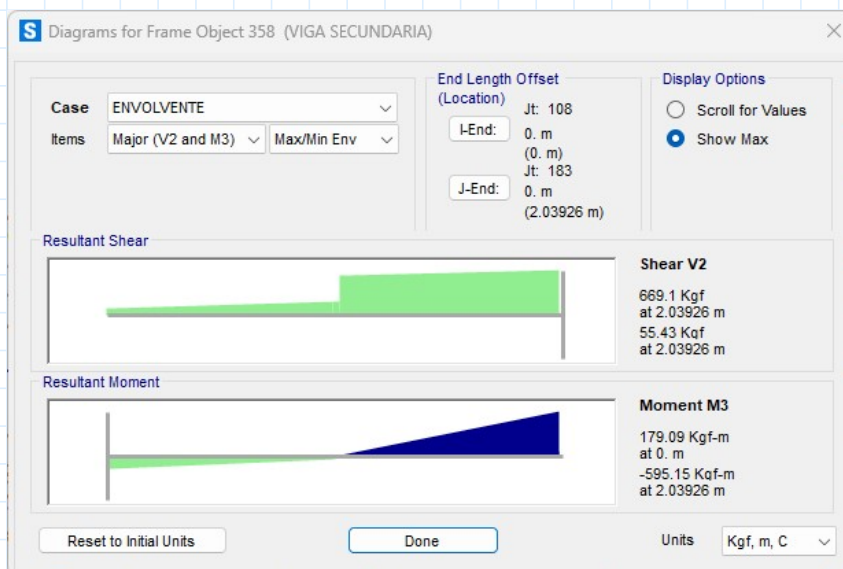 S Diagrams for Frame Object 358 (VIGA SECUNDARIA)
Case ENVOLVENTE
Items Major (V2 and M3) Max/Min Env
End Length Offset
(Location)
I-End:
Jt: 108
0. m
(0. m)
J-End:
Jt: 183
0. m
(2.03926 m)
Display Options
Scroll for Values
Show Max
Resultant Shear
Shear V2
669.1 Kgf
at 2.03926 m
55.43 Kgf
at 2.03926 m
Resultant Moment
Moment M3
179.09 Kgf-m
at 0. m
-595.15 Kgf-m
at 2.03926 m
Reset to Initial Units
Done
Units Kgf, m, C